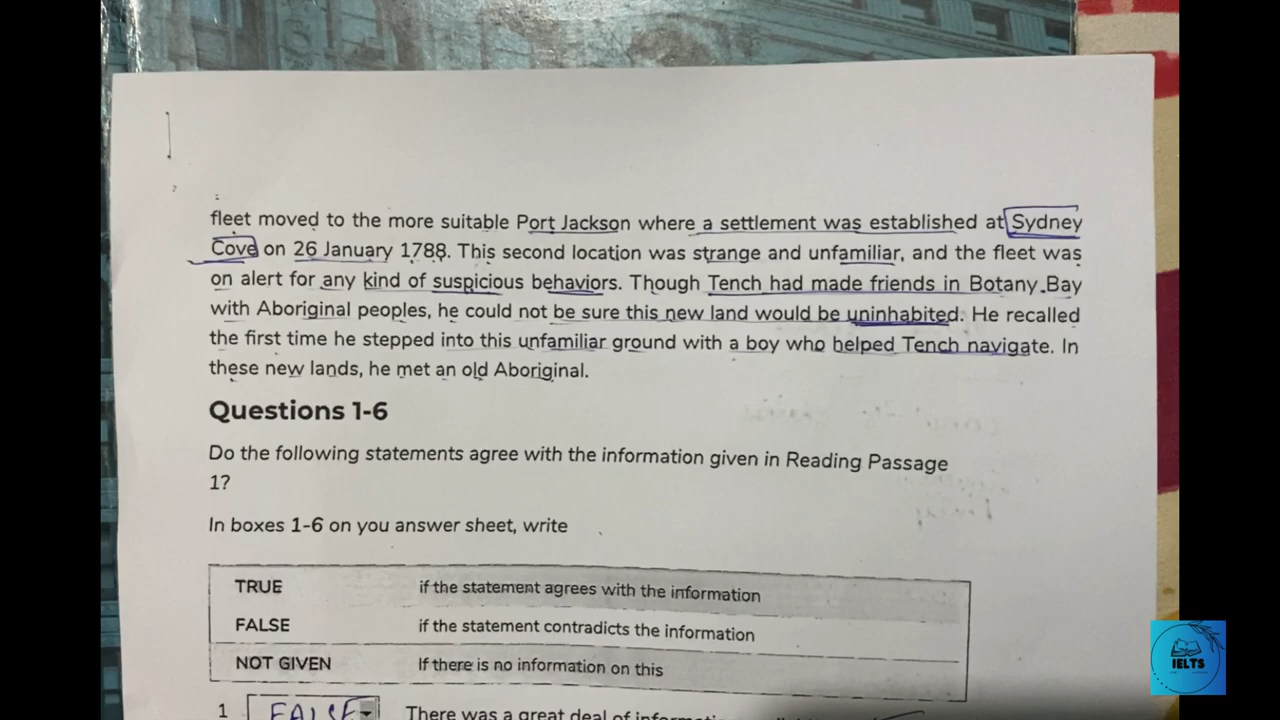 fleet moved to the more suitable Port Jackson where a settlement was established at Sydney
Cove on 26 January 1788. This second location was strange and unfamiliar, and the fleet was
on alert for any kind of suspicious behaviors. Though Tench had made friends in Botany Bay
with Aboriginal peoples, he could not be sure this new land would be uninhabited. He recalled
the first time he stepped into this unfamiliar ground with a boy who helped Tench navigate. In
these new lands, he met an old Aboriginal.
Questions 1-6
Do the following statements agree with the information given in Reading Passage
1?
In boxes 1-6 on you answer sheet, write
TRUE if the statement agrees with the information
FALSE if the statement contradicts the information
NOT GIVEN If there is no information on this
1 FALSE There was a great deal of
IELTS